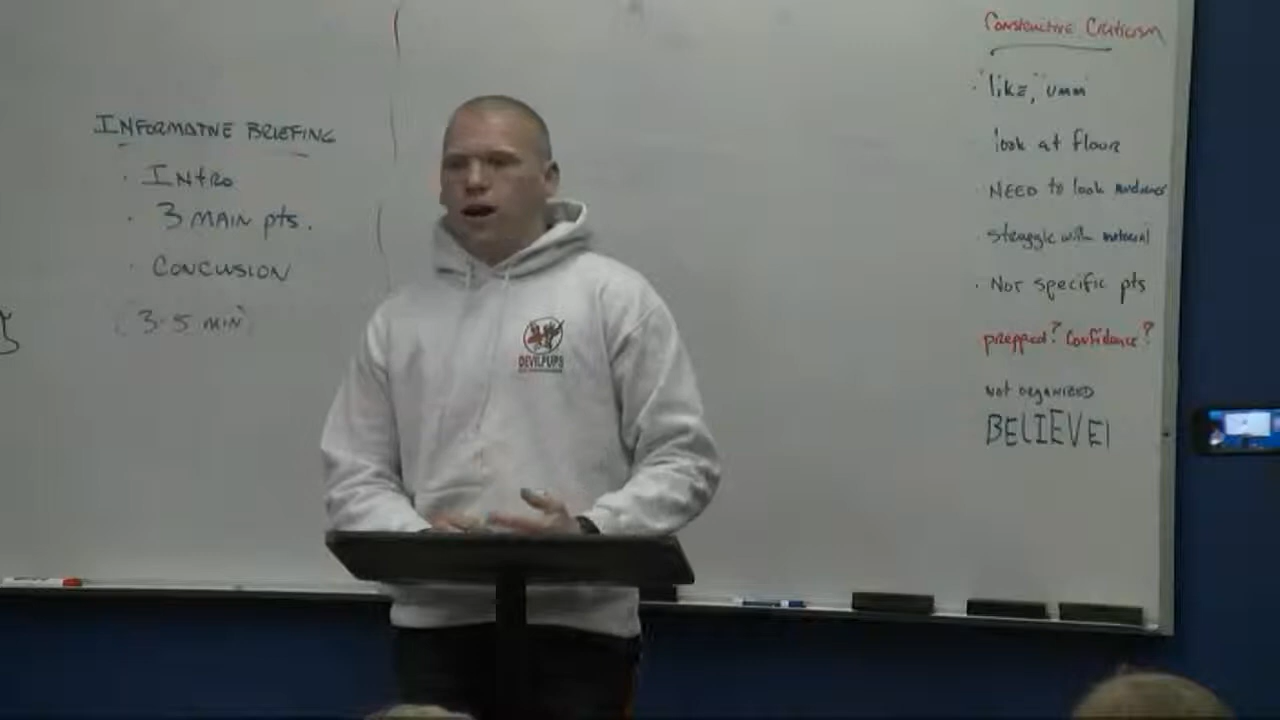 INFORMATIVE BRIEFING
· INTRO
· 3 MAIN pts.
· CONCLUSION
(3-5 MIN)
DEVILPUPS
Constructive Criticism
· "like," "umm"
look at floor
NEED to look audience
struggle with material
· Not specific pts
prepped? Confidence?
not ORGANIZED
BELIEVE!